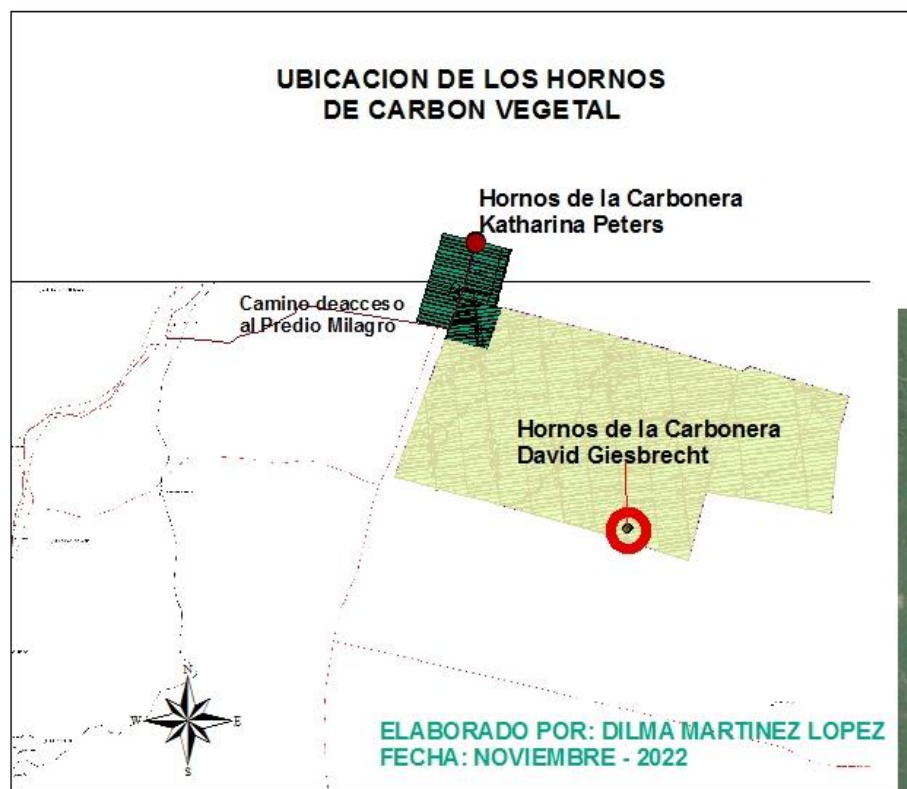 UBICACION DE LOS HORNOS
DE CARBON VEGETAL
Hornos de la Carbonera
Katharina Peters
Camino deacceso
al Predio Milagro
Hornos de la Carbonera
David Giesbrecht
N
W
E
S
ELABORADO POR: DILMA MARTINEZ LOPEZ
FECHA: NOVIEMBRE - 2022